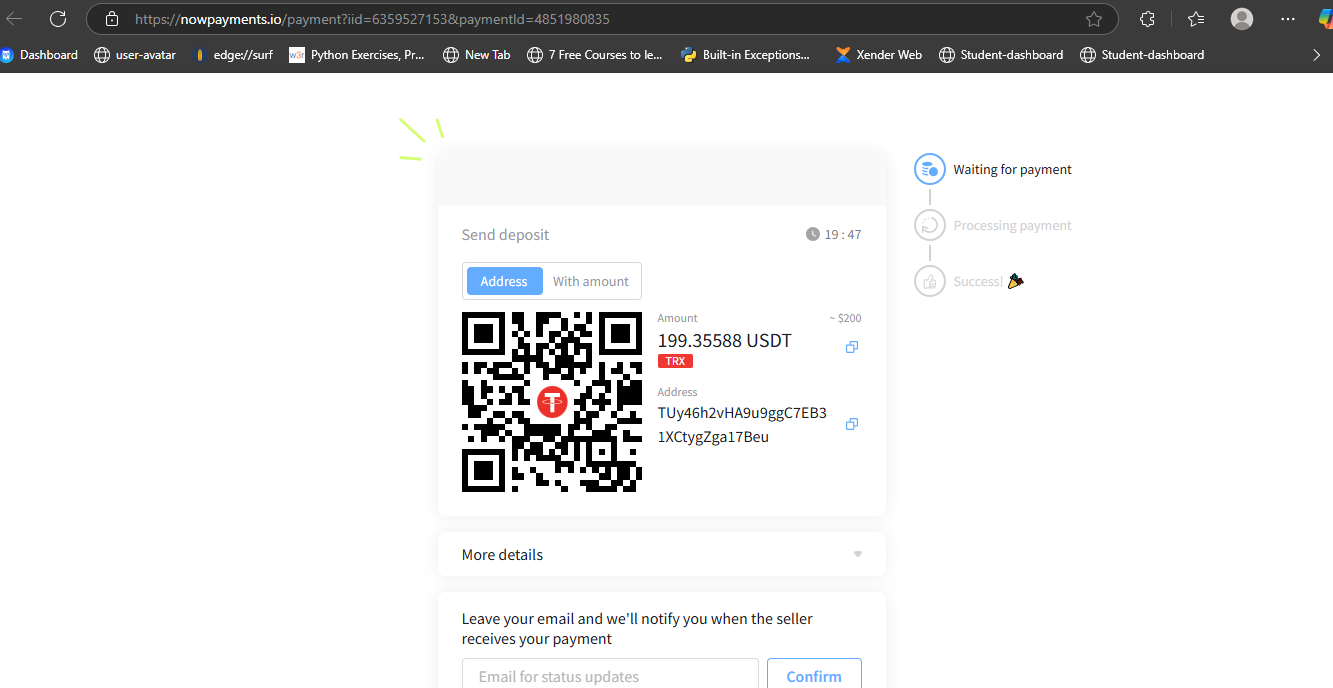 https://nowpayments.io/payment?iid=6359527153&paymentId=4851980835
Dashboard user-avatar edge://surf w3r Python Exercises, Pr... New Tab 7 Free Courses to le... Built-in Exceptions... Xender Web Student-dashboard Student-dashboard
Waiting for payment
Processing payment
Success!
Send deposit 19 : 47
Address With amount
Amount ~ $200
199.35588 USDT
TRX
Address
TUy46h2vHA9u9ggC7EB3
1XCtygZga17Beu
More details
Leave your email and we'll notify you when the seller
receives your payment
Email for status updates Confirm